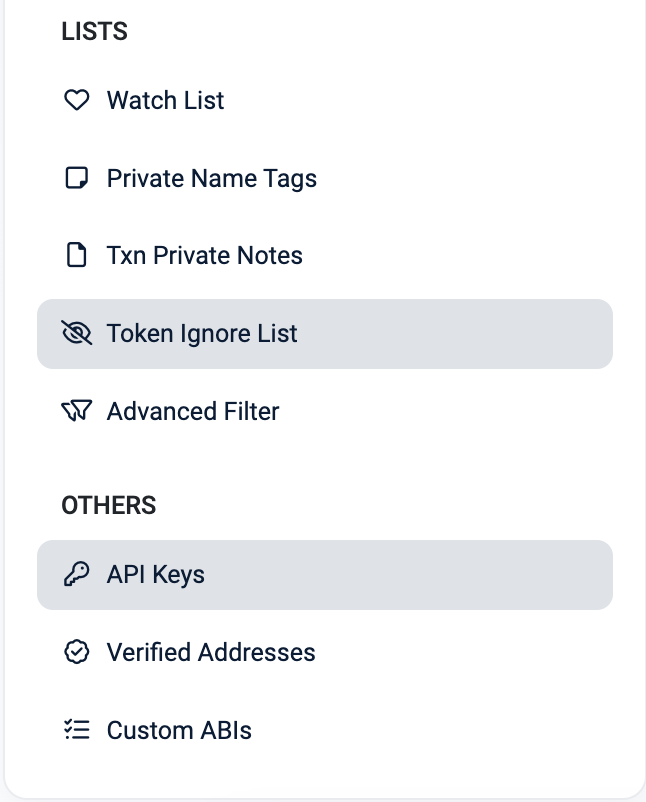 LISTS
Watch List
Private Name Tags
Txn Private Notes
Token Ignore List
Advanced Filter
OTHERS
API Keys
Verified Addresses
Custom ABIs